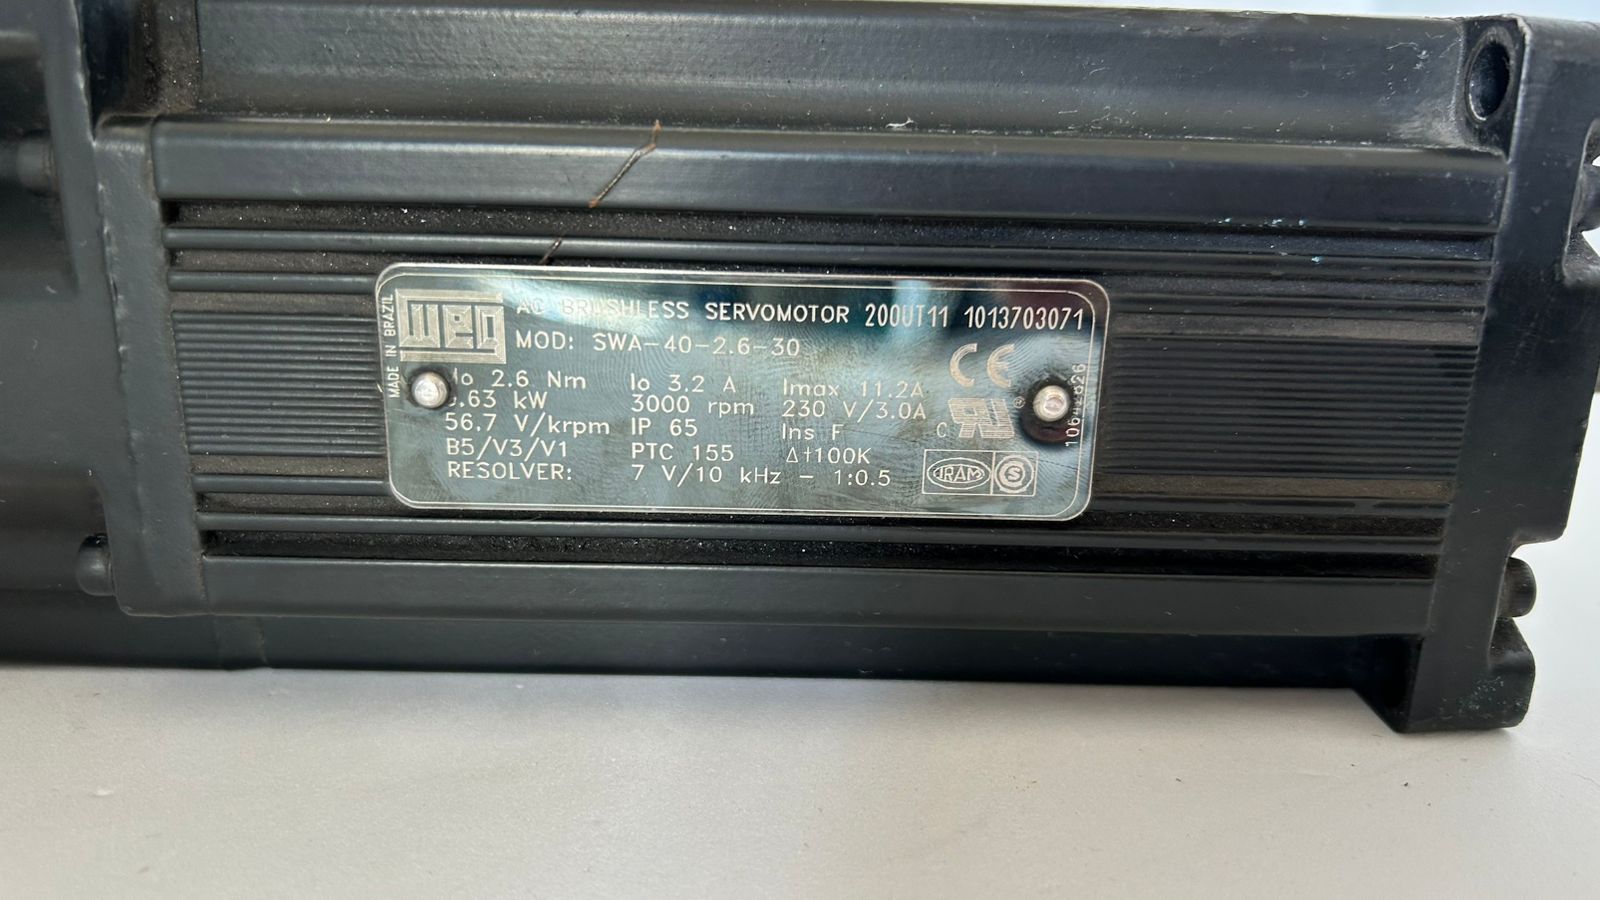 MADE IN BRAZIL
WEG
AC BRUSHLESS SERVOMOTOR 200UT11 1013703071
MOD: SWA-40-2.6-30
2.6 Nm Io 3.2 A Imax 11.2A
kW 3000 rpm 230 V/3.0A
56.7 V/krpm IP 65 Ins F
B5/V3/V1 PTC 155 Δt100K
RESOLVER: 7 V/10 kHz - 1:0.5
CE
C RU ®
IRAM S